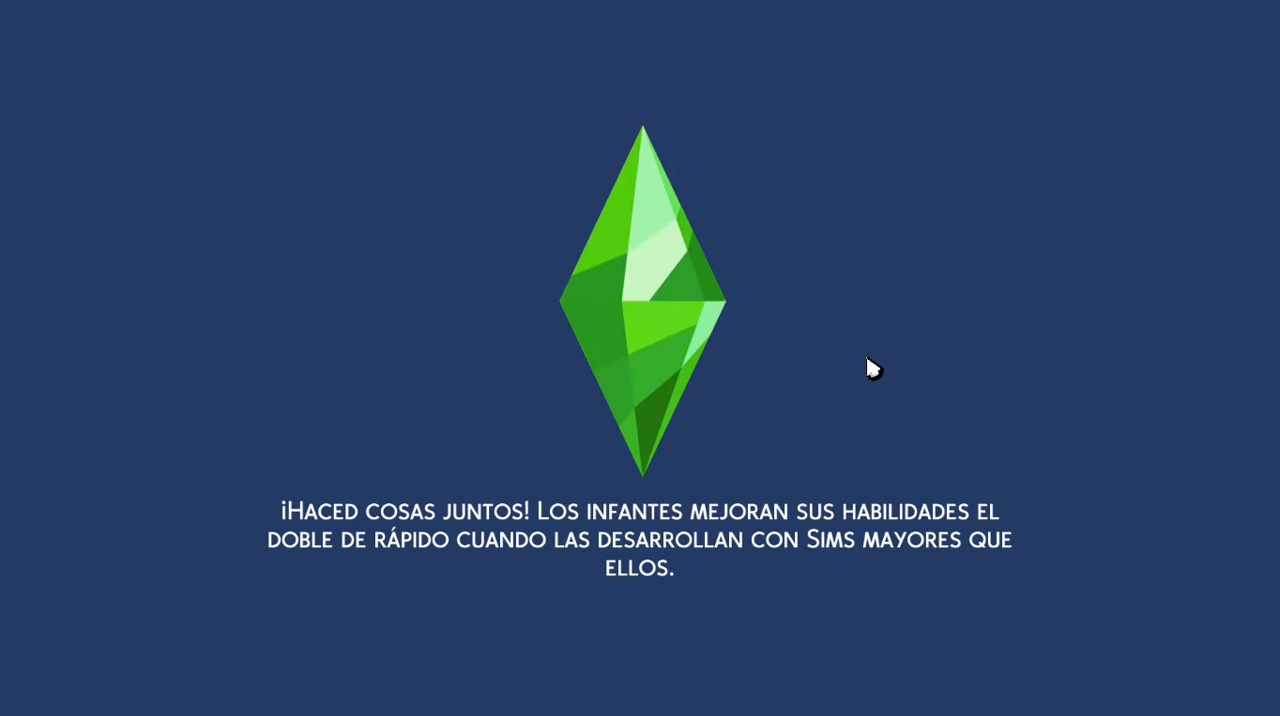 ¡Haced cosas juntos! Los infantes mejoran sus habilidades el
doble de rápido cuando las desarrollan con Sims mayores que
ellos.